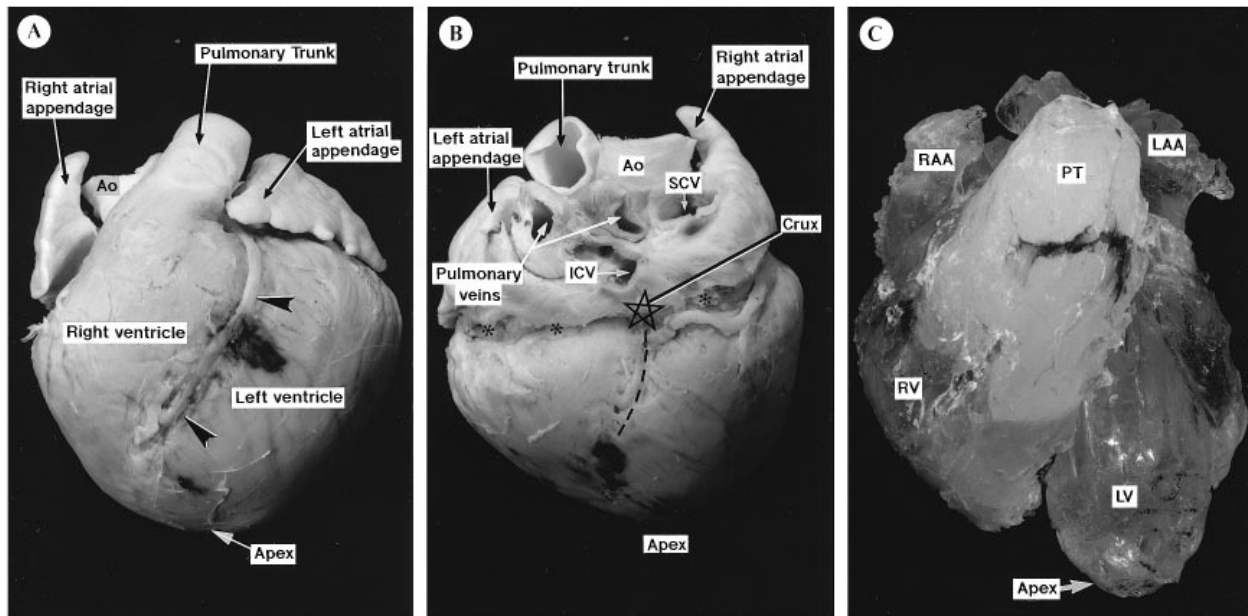 A
Pulmonary Trunk
Right atrial
appendage
Left atrial
appendage
Ao
Right ventricle
Left ventricle
Apex
B
Pulmonary trunk
Right atrial
appendage
Left atrial
appendage
Ao
SCV
Crux
Pulmonary
veins
ICV
*
*
*
Apex
C
RAA
LAA
PT
RV
LV
Apex